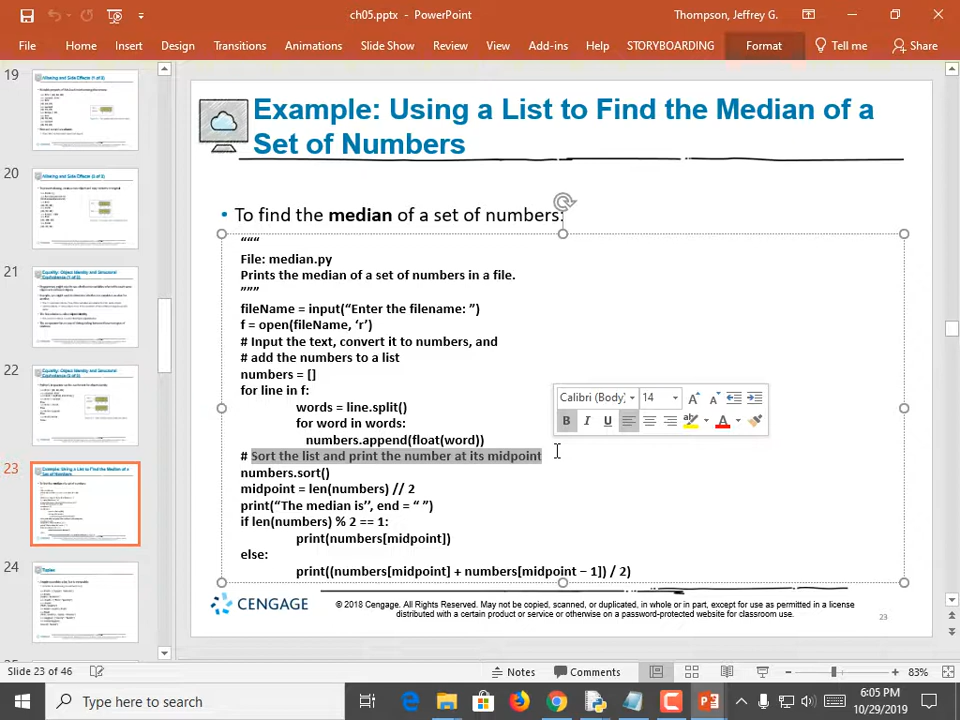 ch05.pptx - PowerPoint
Thompson, Jeffrey G.
File Home Insert Design Transitions Animations Slide Show Review View Add-ins Help STORYBOARDING Format Tell me Share
19
20
21
22
23
24
Example: Using a List to Find the Median of a
Set of Numbers
• To find the median of a set of numbers:
“““
File: median.py
Prints the median of a set of numbers in a file.
”””
fileName = input(“Enter the filename: ”)
f = open(fileName, ‘r’)
# Input the text, convert it to numbers, and
# add the numbers to a list
numbers = []
for line in f:
words = line.split()
for word in words:
numbers.append(float(word))
# Sort the list and print the number at its midpoint
numbers.sort()
midpoint = len(numbers) // 2
print(“The median is”, end = “ ”)
if len(numbers) % 2 == 1:
print(numbers[midpoint])
else:
print((numbers[midpoint] + numbers[midpoint − 1]) / 2)
Calibri (Body) 14
B I U A
CENGAGE
© 2018 Cengage. All Rights Reserved. May not be copied, scanned, or duplicated, in whole or in part, except for use as permitted in a license
distributed with a certain product or service or otherwise on a password-protected website for classroom use.
23
Slide 23 of 46
Notes
Comments
83%
Type here to search
6:05 PM
10/29/2019